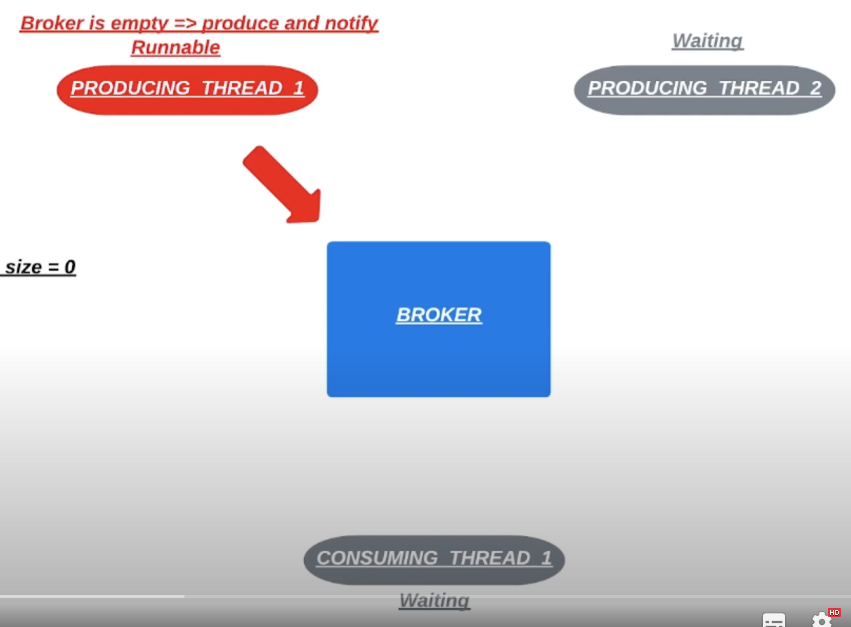 Broker is empty => produce and notify
Runnable
Waiting
PRODUCING THREAD 1
PRODUCING THREAD 2
size = 0
BROKER
CONSUMING THREAD 1
Waiting
HD